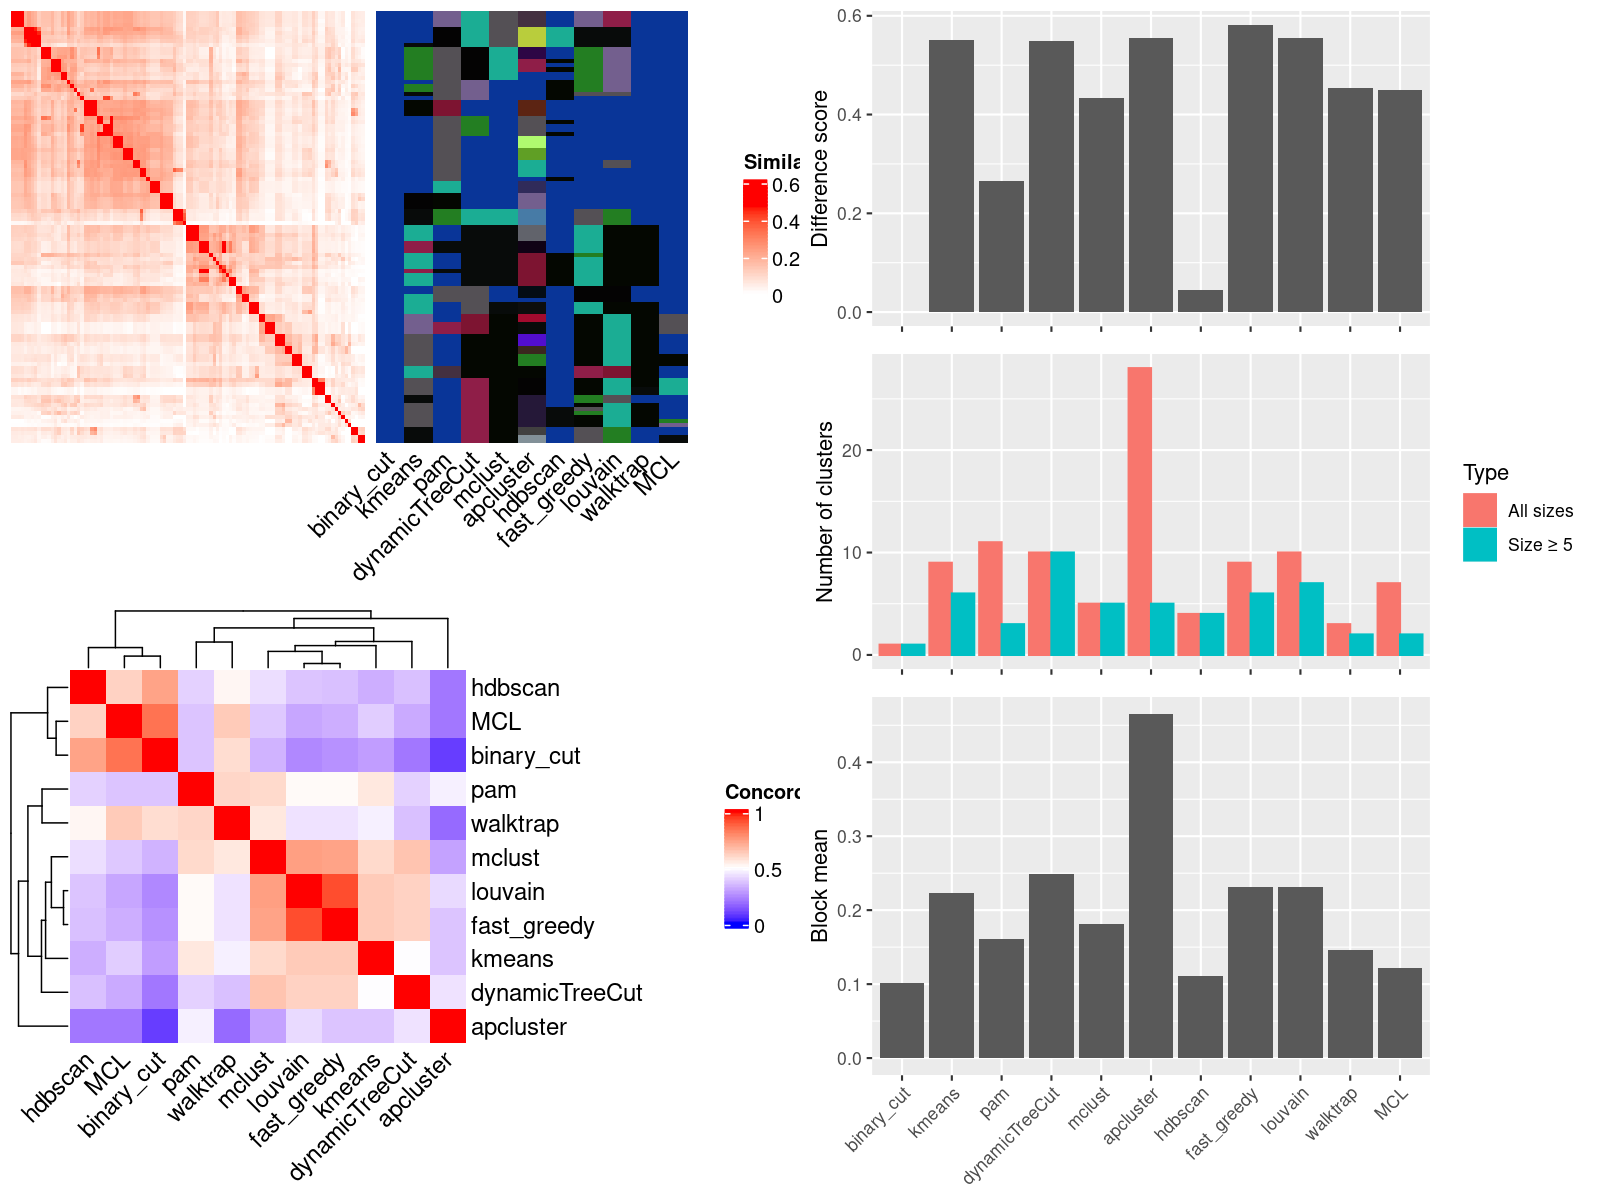 Simila
0.6
0.4
0.2
0
binary_cut
kmeans
pam
dynamicTreeCut
mclust
apcluster
hdbscan
fast_greedy
louvain
walktrap
MCL
hdbscan
MCL
binary_cut
pam
walktrap
mclust
louvain
fast_greedy
kmeans
dynamicTreeCut
apcluster
Concord
1
0.5
0
hdbscan
MCL
binary_cut
pam
walktrap
mclust
louvain
fast_greedy
kmeans
dynamicTreeCut
apcluster
Difference score
0.6
0.4
0.2
0.0
Number of clusters
20
10
0
Type
All sizes
Size ≥ 5
Block mean
0.4
0.3
0.2
0.1
0.0
binary_cut
kmeans
pam
dynamicTreeCut
mclust
apcluster
hdbscan
fast_greedy
louvain
walktrap
MCL